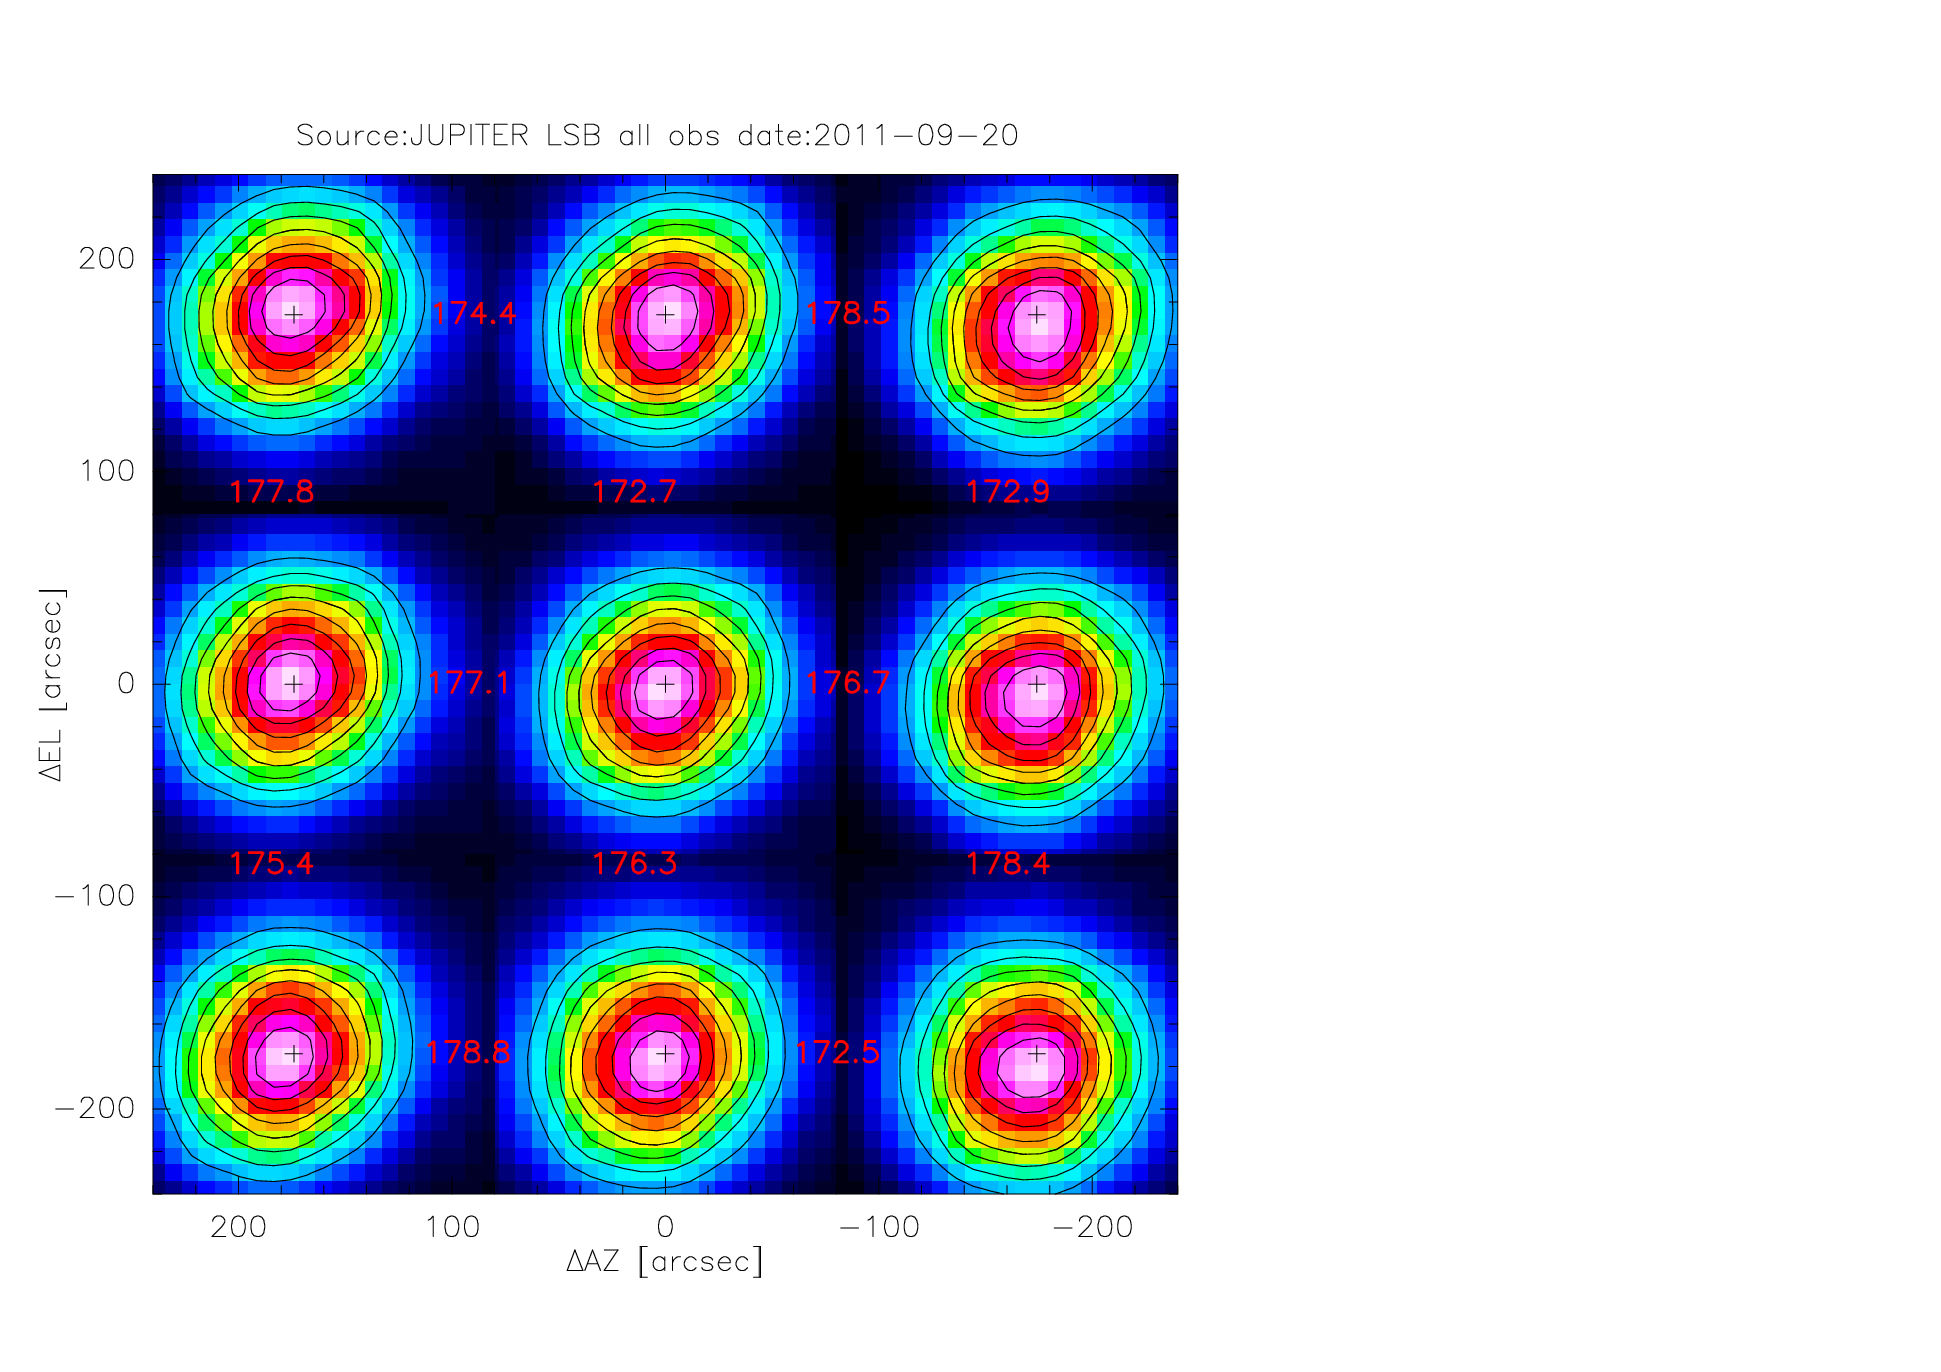 Source:JUPITER LSB all obs date:2011-09-20
200
174.4 178.5
100
177.8 172.7 172.9
ΔEL [arcsec]
0
177.1 176.7
175.4 176.3 178.4
-100
178.8 172.5
-200
200 100 0 -100 -200
ΔAZ [arcsec]